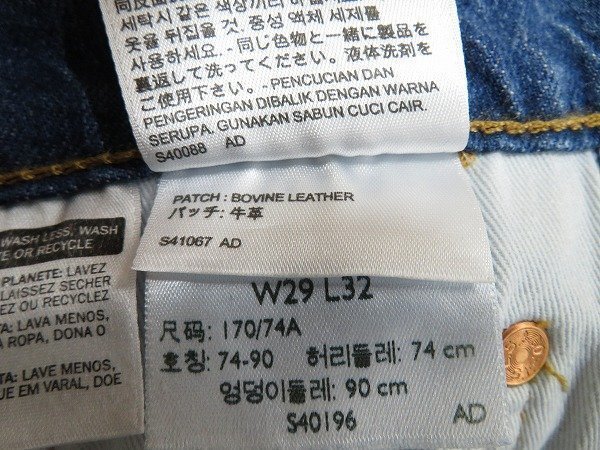 세탁시 같은 색상끼리
옷을 뒤집을 것. 중성 액체 세제를
사용하세요.-同じ色物と一緒に製品を
裏返して洗ってください。液体洗剤を
ご使用下さい。-PENCUCIAN DAN
PENGERINGAN DIBALIK DENGAN WARNA
SERUPA. GUNAKAN SABUN CUCI CAIR.
S40088 AD
PATCH : BOVINE LEATHER
パッチ: 牛革
S41067 AD
WASH LESS, WASH
OR RECYCLE
PLANETE: LAVEZ
LAISSEZ SECHER
EZ OU RECYCLEZ
TA: LAVA MENOS,
A ROPA, DONA O
TA: LAVE MENOS,
UE EM VARAL, DOE
W29 L32
尺码: 170/74A
호칭: 74-90 허리둘레: 74 cm
엉덩이둘레: 90 cm
S40196 AD